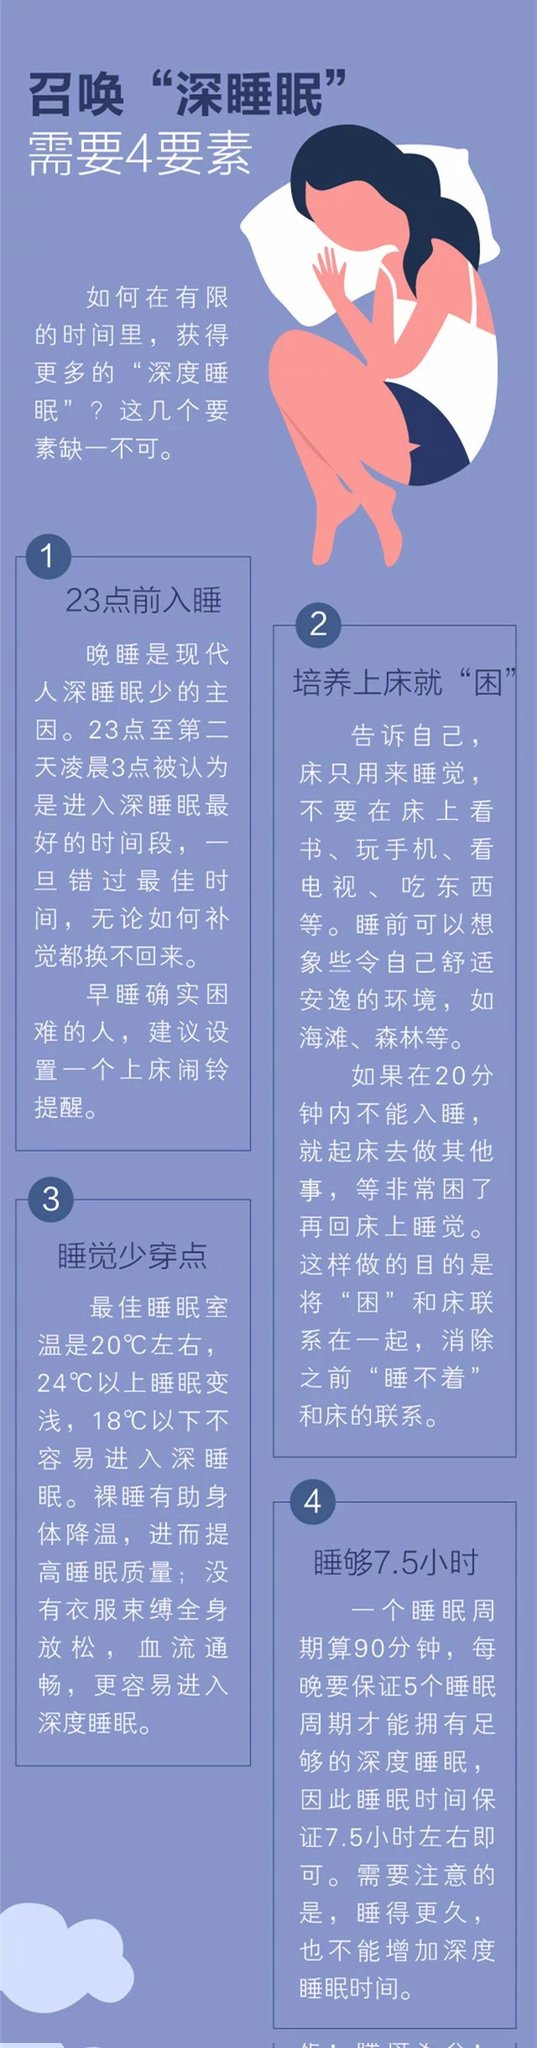 召唤“深睡眠”
需要4要素
如何在有限
的时间里，获得
更多的“深度睡
眠”？这几个要
素缺一不可。
1
23点前入睡
晚睡是现代
人深睡眠少的主
因。23点至第二
天凌晨3点被认为
是进入深睡眠最
好的时间段，一
旦错过最佳时
间，无论如何补
觉都换不回来。
早睡确实困
难的人，建议设
置一个上床闹铃
提醒。
2
培养上床就“困”
告诉自己，
床只用来睡觉，
不要在床上看
书、玩手机、看
电视、吃东西
等。睡前可以想
象些令自己舒适
安逸的环境，如
海滩、森林等。
如果在20分
钟内不能入睡，
就起床去做其他
事，等非常困了
再回床上睡觉。
这样做的目的是
将“困”和床联
系在一起，消除
之前“睡不着”
和床的联系。
3
睡觉少穿点
最佳睡眠室
温是20℃左右，
24℃以上睡眠变
浅，18℃以下不
容易进入深睡
眠。裸睡有助身
体降温，进而提
高睡眠质量；没
有衣服束缚全身
放松，血流通
畅，更容易进入
深度睡眠。
4
睡够7.5小时
一个睡眠周
期算90分钟，每
晚要保证5个睡眠
周期才能拥有足
够的深度睡眠，
因此睡眠时间保
证7.5小时左右即
可。需要注意的
是，睡得更久，
也不能增加深度
睡眠时间。